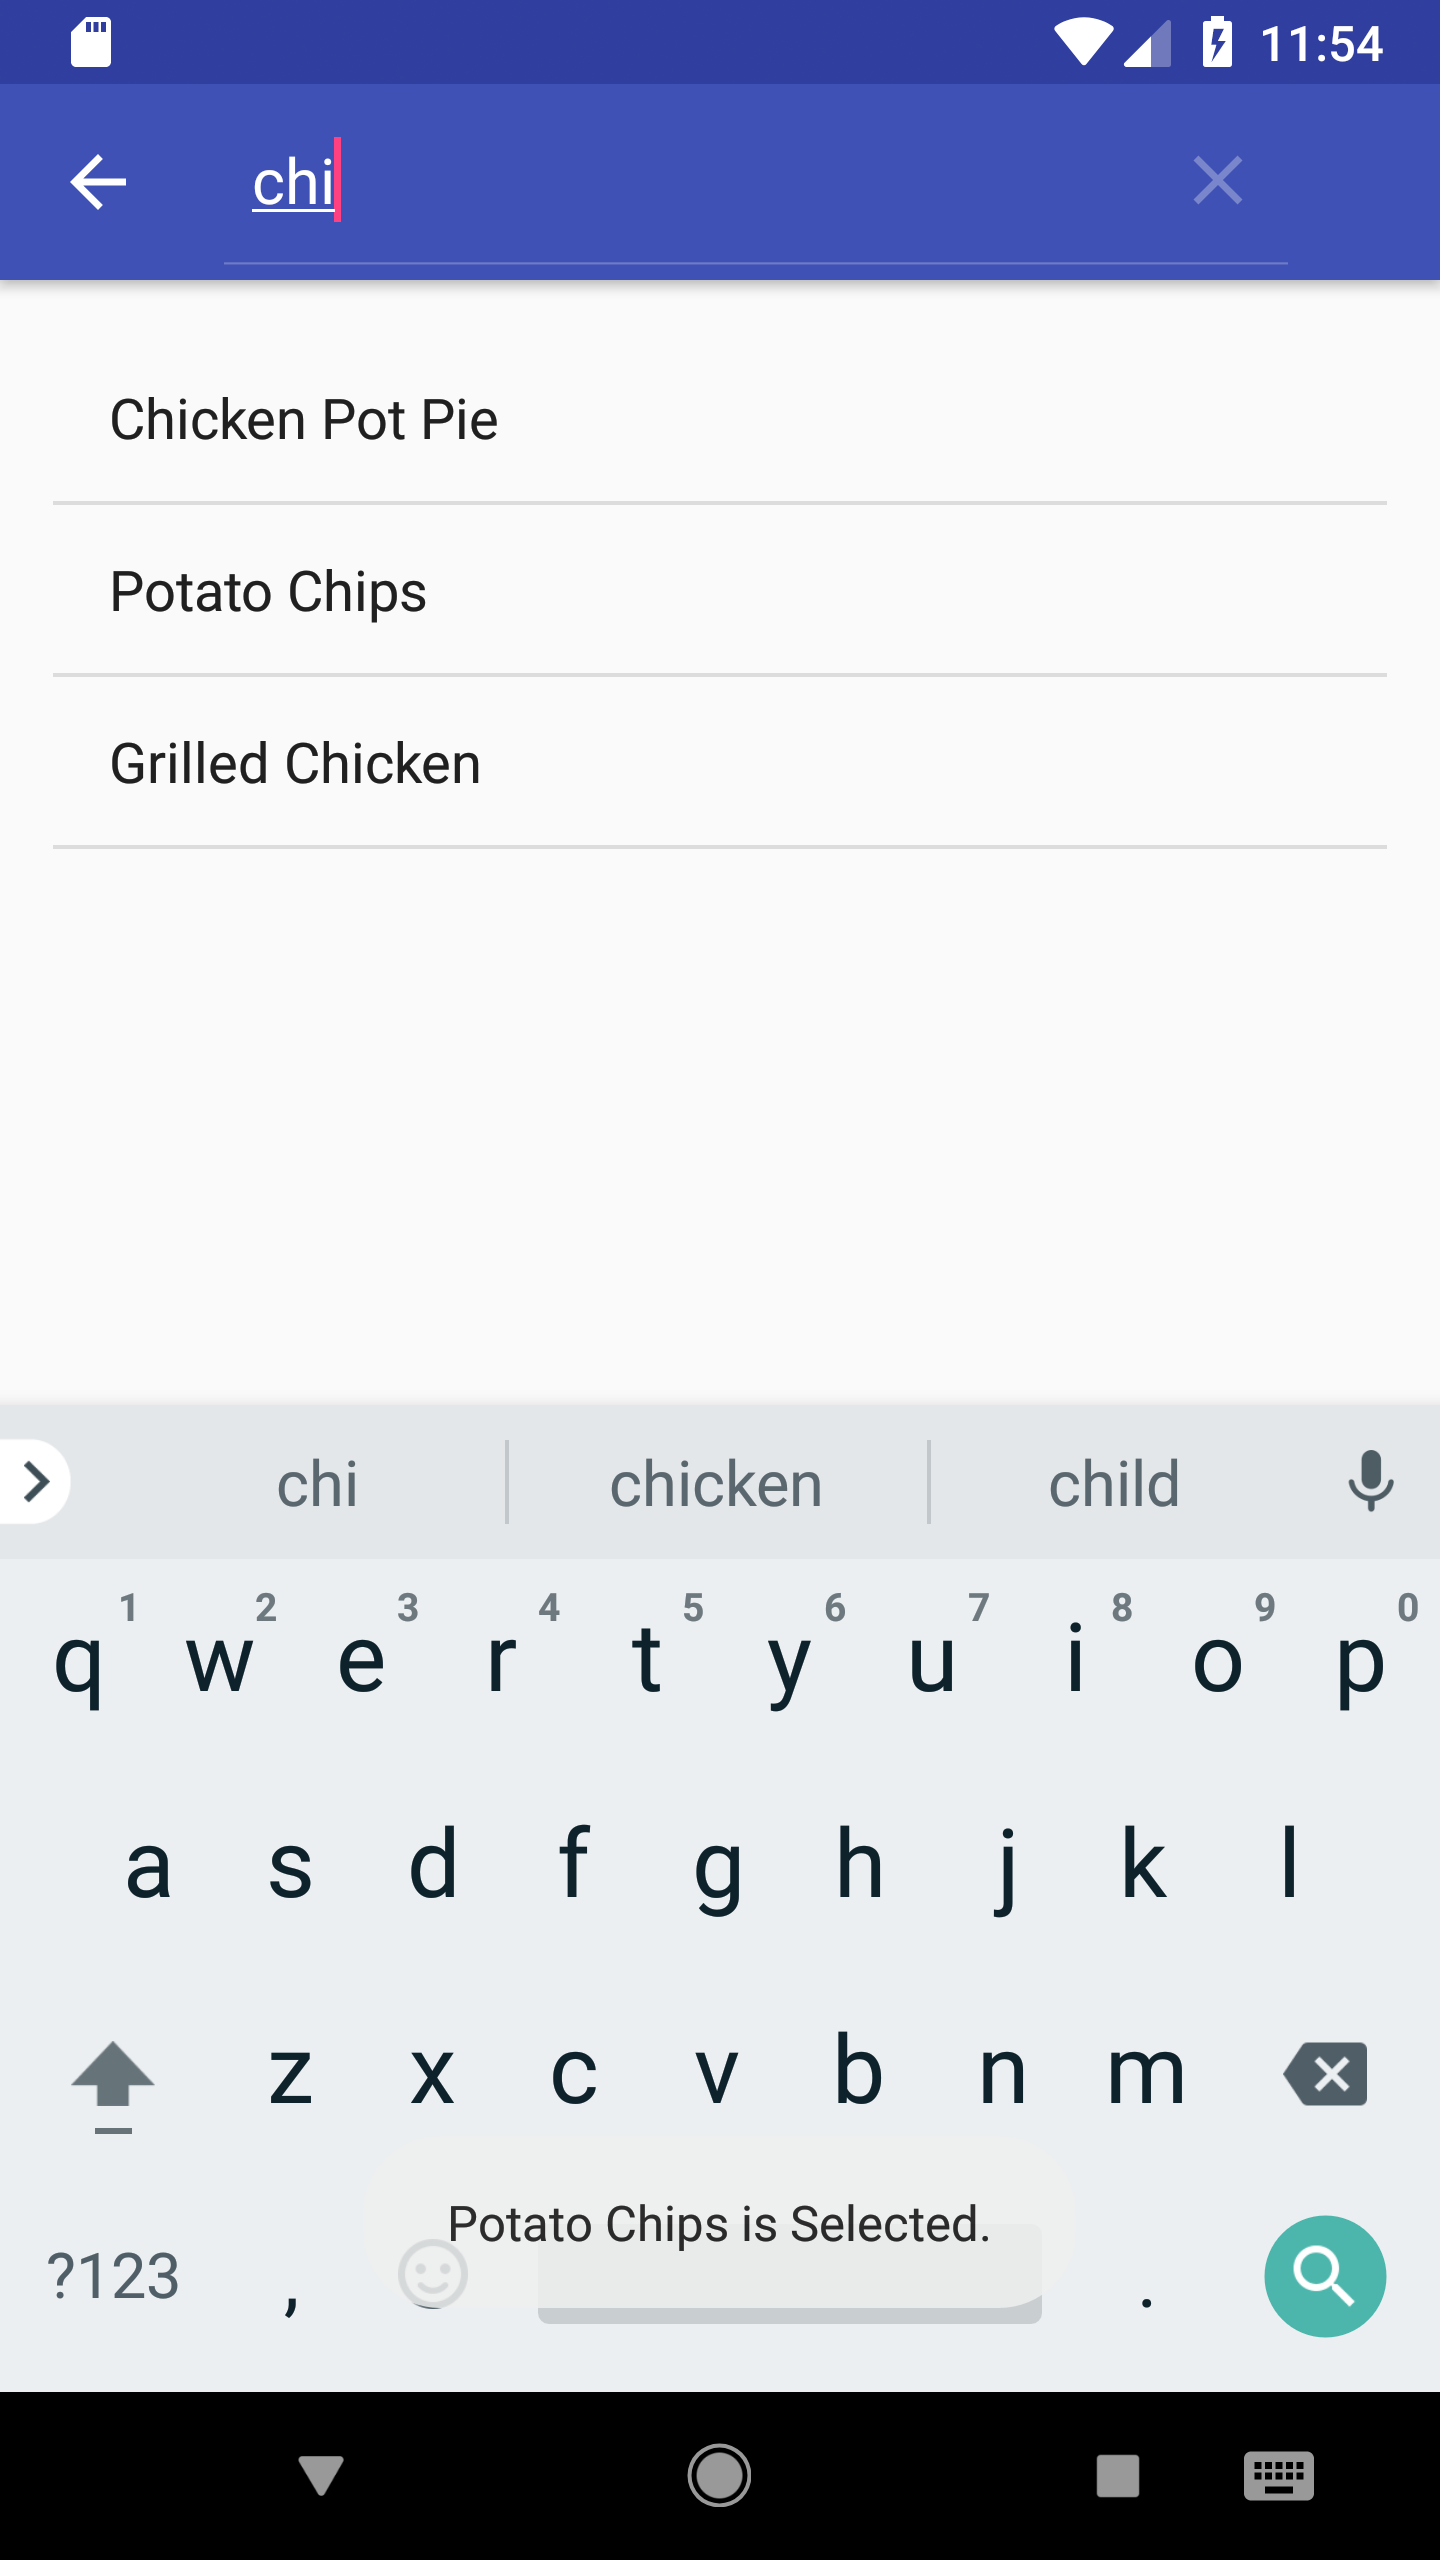 11:54
chi
Chicken Pot Pie
Potato Chips
Grilled Chicken
chi chicken child
1 2 3 4 5 6 7 8 9 0
q w e r t y u i o p
a s d f g h j k l
z x c v b n m
Potato Chips is Selected.
?123 , .